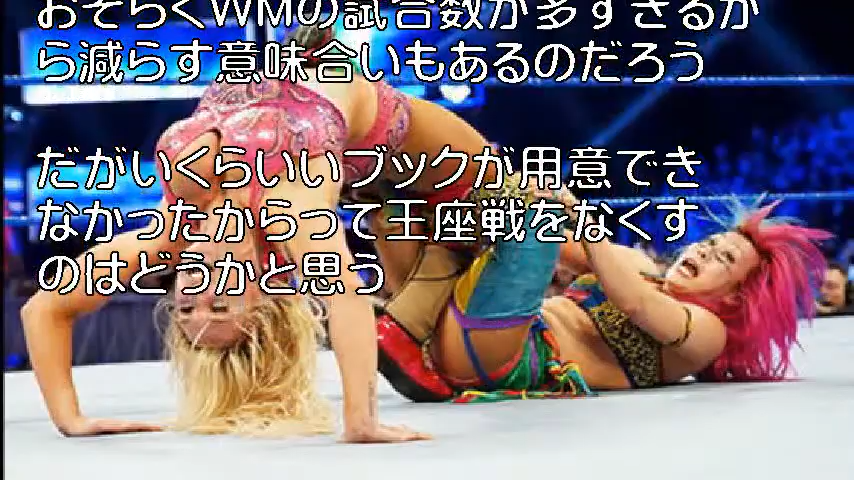 おそらくWMの試合数が多すぎるか
ら減らす意味合いもあるのだろう
だがいくらいいブックが用意でき
なかったからって王座戦をなくす
のはどうかと思う